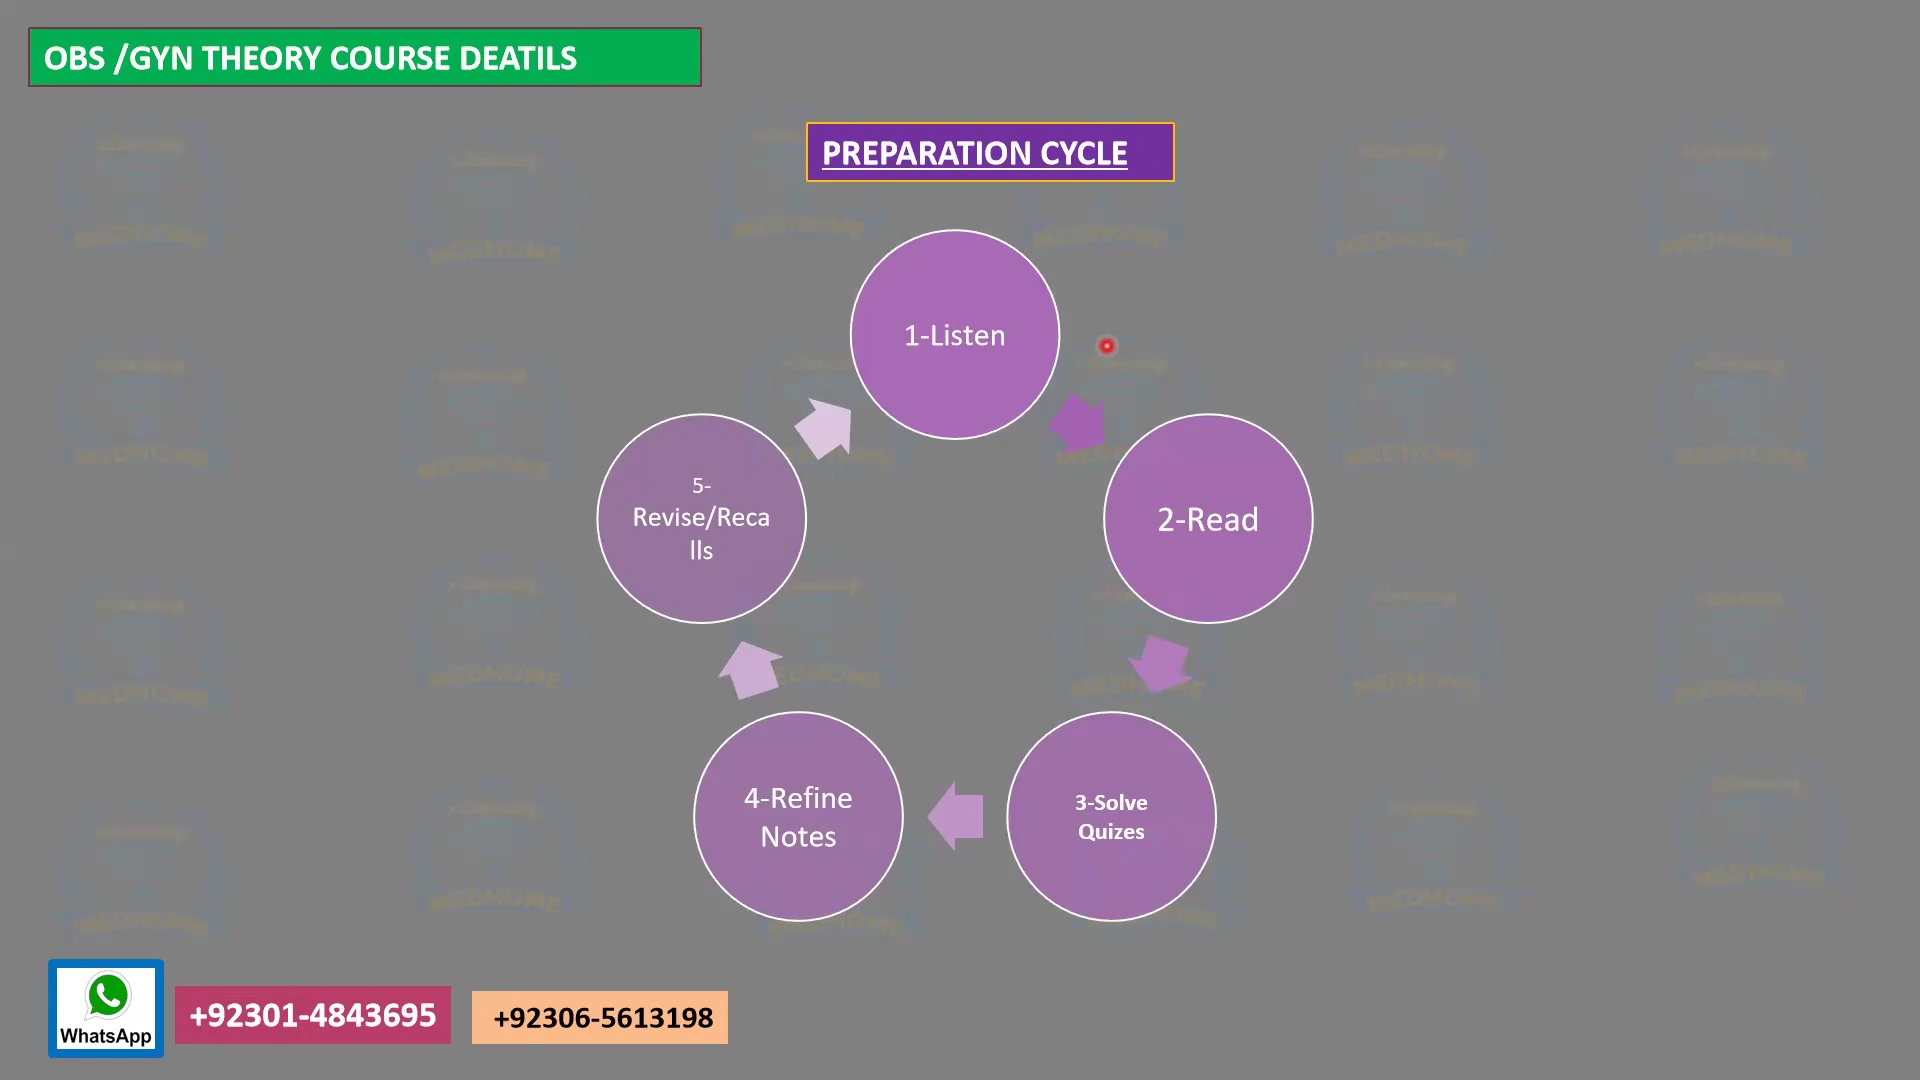 OBS /GYN THEORY COURSE DEATILS
PREPARATION CYCLE
1-Listen
2-Read
3-Solve
Quizes
4-Refine
Notes
5-
Revise/Reca
lls
MEDHOME
WhatsApp
+92301-4843695
+92306-5613198